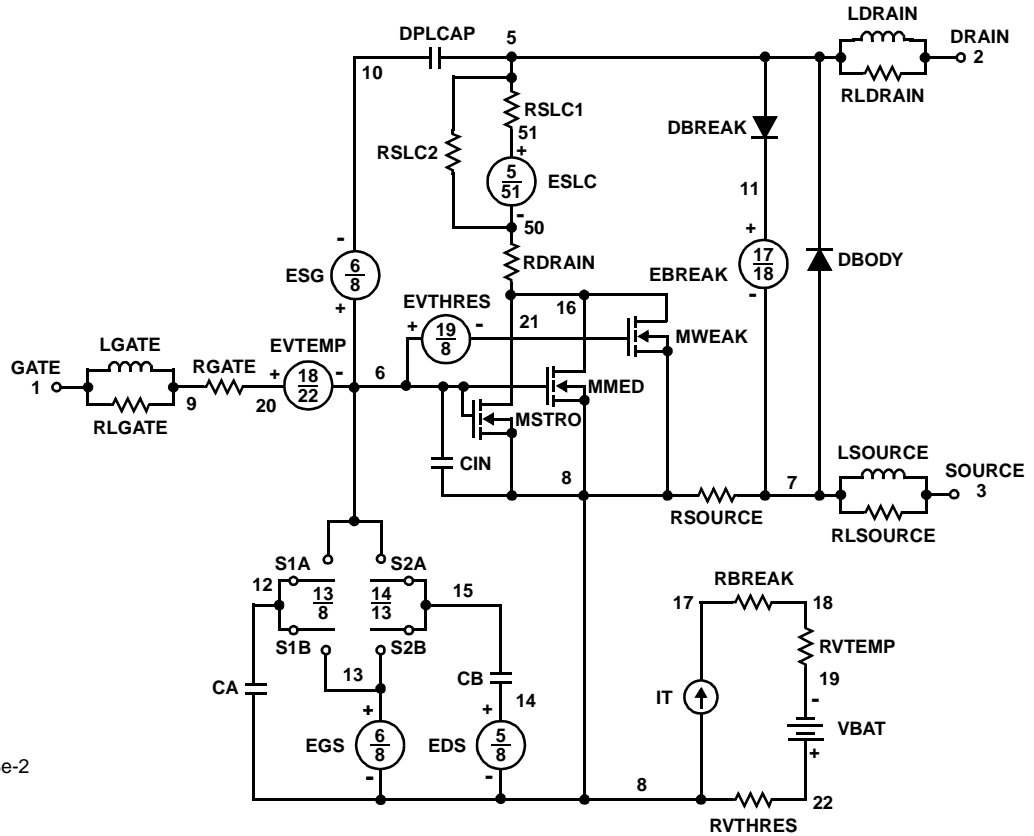 LDRAIN
DPLCAP
5
DRAIN
2
10
RLDRAIN
RSLC1
51
DBREAK
RSLC2
+
5
51
ESLC
11
-
50
-
+
RDRAIN
17
18
DBODY
ESG
6
8
EBREAK
-
EVTHRES
16
+
+
19
8
-
21
MWEAK
LGATE
EVTEMP
GATE
1
RGATE
+
18
22
-
6
MMED
9
20
MSTRO
RLGATE
LSOURCE
CIN
8
7
SOURCE
3
RSOURCE
RLSOURCE
S1A
S2A
12
13
8
14
13
15
RBREAK
17
18
S1B
S2B
RVTEMP
13
CB
19
CA
14
IT
-
+
+
VBAT
EGS
6
8
EDS
5
8
+
-
-
8
22
RVTHRES
e-2